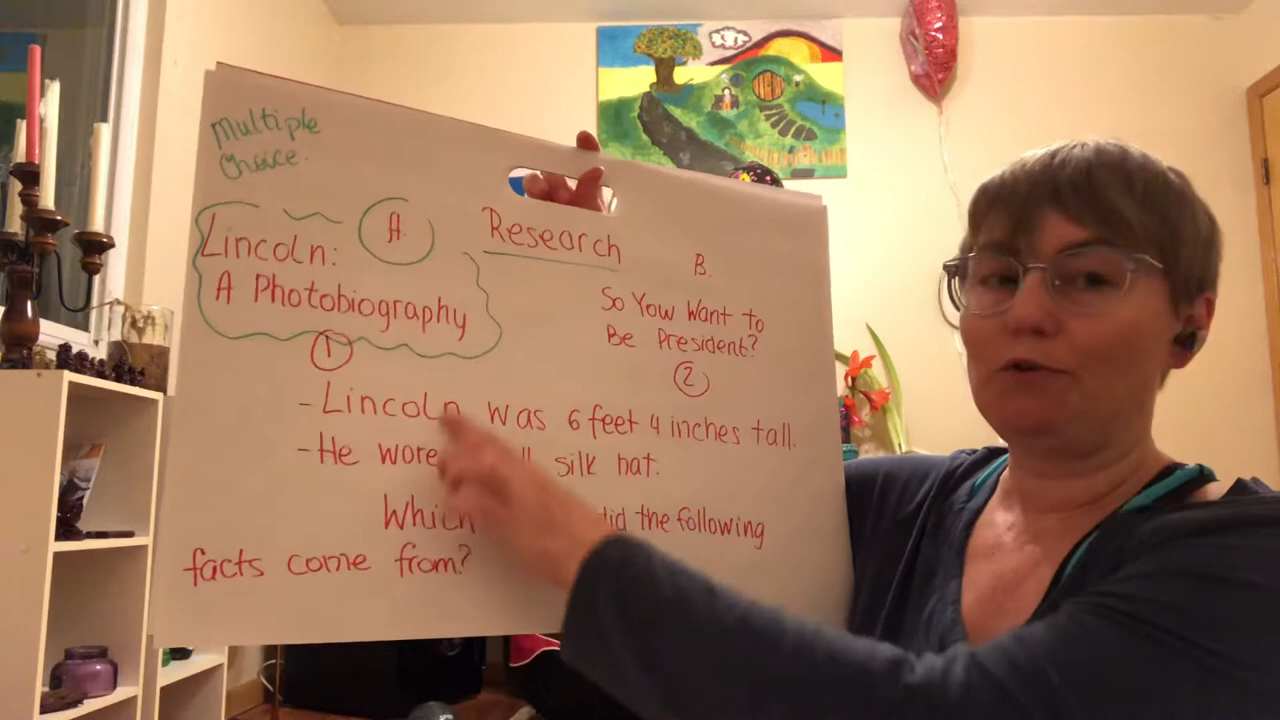 Multiple
Choice.
A.
Research
Lincoln:
A Photobiography
1
B.
So You Want to
Be President?
2
- Lincoln was 6 feet 4 inches tall.
- He wore silk hat.
Which did the following
facts come from?